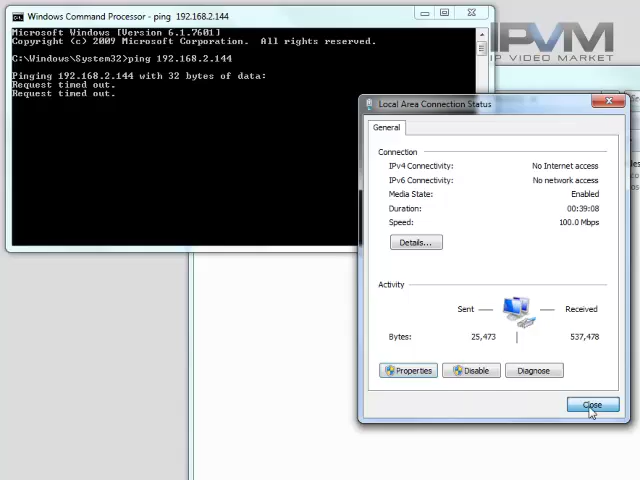 Windows Command Processor - ping 192.168.2.144
Microsoft Windows [Version 6.1.7601]
Copyright (c) 2009 Microsoft Corporation. All rights reserved.
C:\Windows\System32>ping 192.168.2.144
Pinging 192.168.2.144 with 32 bytes of data:
Request timed out.
Request timed out.
IPVM
IP VIDEO MARKET
Local Area Connection Status
General
Connection
IPv4 Connectivity: No Internet access
IPv6 Connectivity: No network access
Media State: Enabled
Duration: 00:39:08
Speed: 100.0 Mbps
Details...
Activity
Sent Received
Bytes: 25,473 537,478
Properties Disable Diagnose
Close